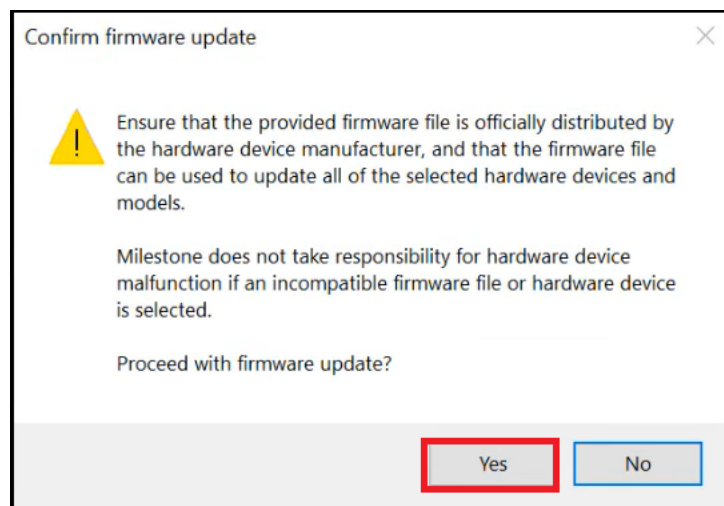 Confirm firmware update
Ensure that the provided firmware file is officially distributed by
the hardware device manufacturer, and that the firmware file
can be used to update all of the selected hardware devices and
models.
Milestone does not take responsibility for hardware device
malfunction if an incompatible firmware file or hardware device
is selected.
Proceed with firmware update?
Yes No